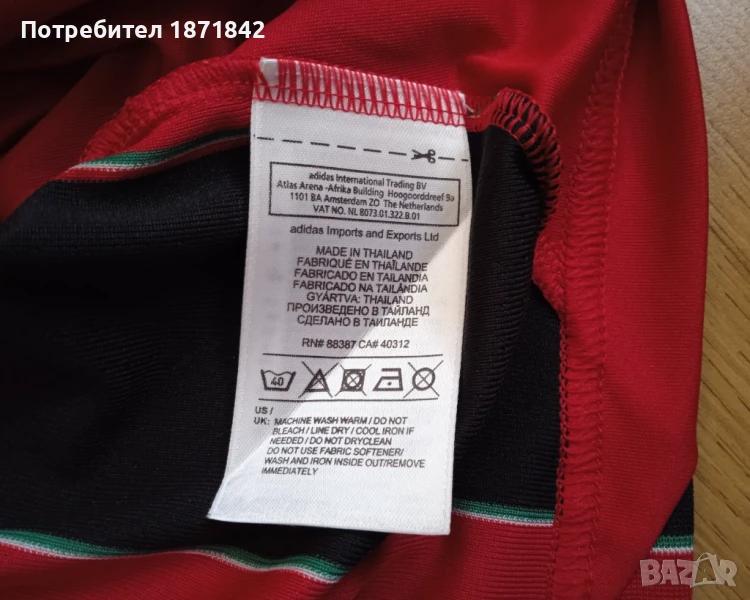 Потребител 1871842
adidas International Trading BV
Atlas Arena -Afrika Building Hoogoorddreef 9a
1101 BA Amsterdam ZO The Netherlands
VAT NO. NL 8073.01.322.B.01
adidas Imports and Exports Ltd
MADE IN THAILAND
FABRIQUÉ EN THAÏLANDE
FABRICADO EN TAILANDIA
FABRICADO NA TAILÂNDIA
GYÁRTVA: THAILAND
ПРОИЗВЕДЕНО В ТАЙЛАНД
СДЕЛАНО В ТАИЛАНДЕ
RN# 88387 CA# 40312
40
US /
UK: MACHINE WASH WARM / DO NOT
BLEACH / LINE DRY / COOL IRON IF
NEEDED / DO NOT DRYCLEAN
DO NOT USE FABRIC SOFTENER/
WASH AND IRON INSIDE OUT/REMOVE
IMMEDIATELY
BAZAR